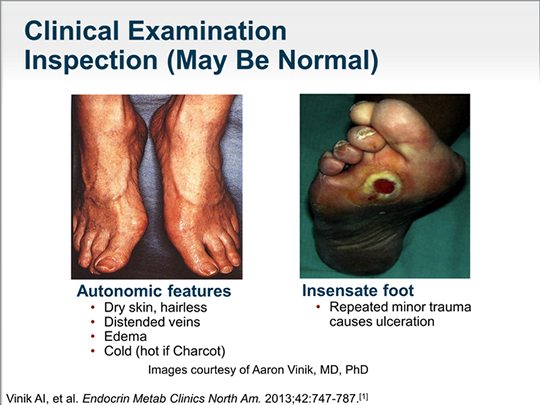 Clinical Examination
Inspection (May Be Normal)
Autonomic features
• Dry skin, hairless
• Distended veins
• Edema
• Cold (hot if Charcot)
Insensate foot
• Repeated minor trauma
causes ulceration
Images courtesy of Aaron Vinik, MD, PhD
Vinik AI, et al. Endocrin Metab Clinics North Am. 2013;42:747-787.[1]